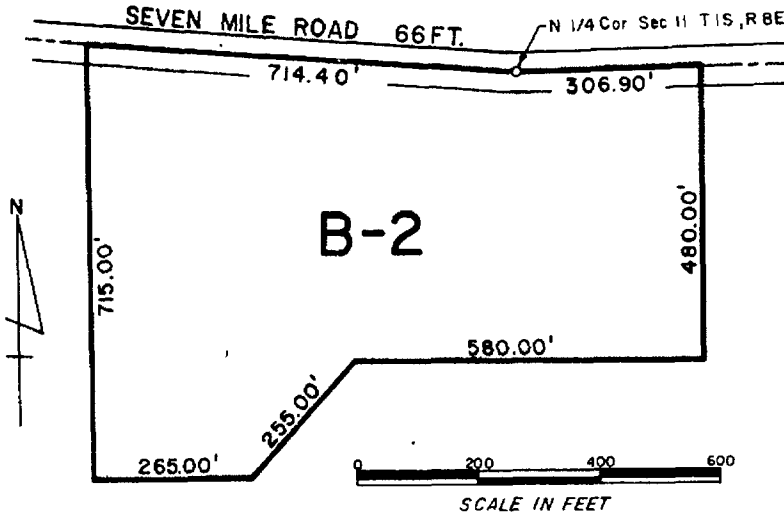 SEVEN MILE ROAD 66FT.
N 1/4 Cor Sec 11 T1S, R8E
714.40'
306.90'
N
B-2
715.00'
480.00'
580.00'
255.00'
265.00'
0 200 400 600
SCALE IN FEET